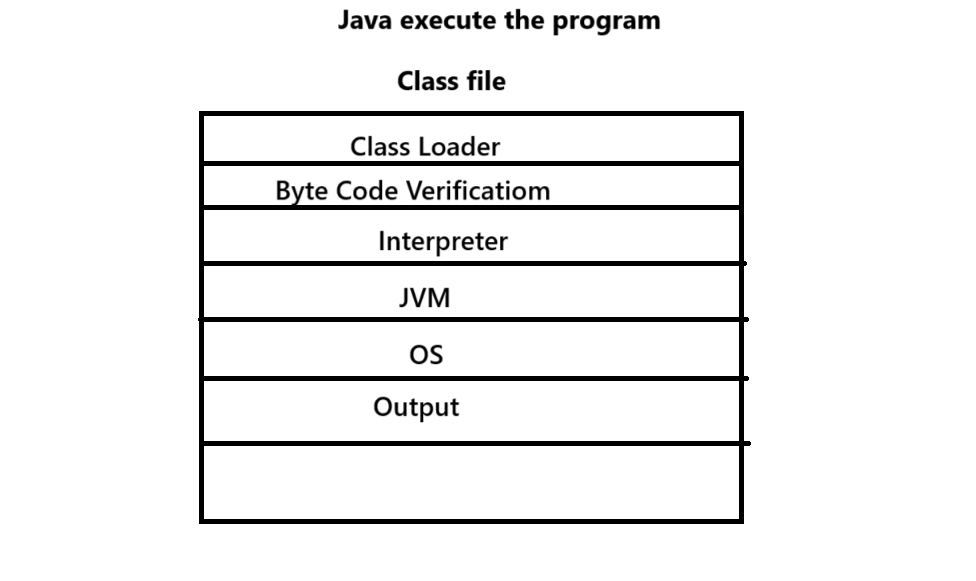 Java execute the program
Class file
Class Loader
Byte Code Verificatiom
Interpreter
JVM
OS
Output